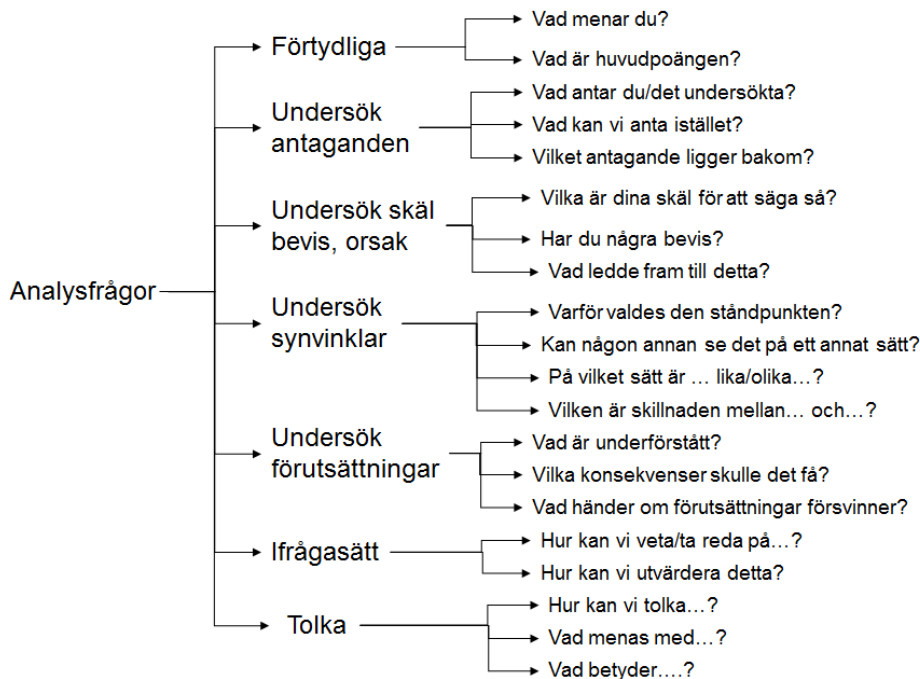 Analysfrågor
Förtydliga
Vad menar du?
Vad är huvudpoängen?
Undersök
antaganden
Vad antar du/det undersökta?
Vad kan vi anta istället?
Vilket antagande ligger bakom?
Undersök skäl
bevis, orsak
Vilka är dina skäl för att säga så?
Har du några bevis?
Vad ledde fram till detta?
Undersök
synvinklar
Varför valdes den ståndpunkten?
Kan någon annan se det på ett annat sätt?
På vilket sätt är … lika/olika…?
Vilken är skillnaden mellan… och…?
Undersök
förutsättningar
Vad är underförstått?
Vilka konsekvenser skulle det få?
Vad händer om förutsättningar försvinner?
Ifrågasätt
Hur kan vi veta/ta reda på…?
Hur kan vi utvärdera detta?
Tolka
Hur kan vi tolka…?
Vad menas med…?
Vad betyder….?